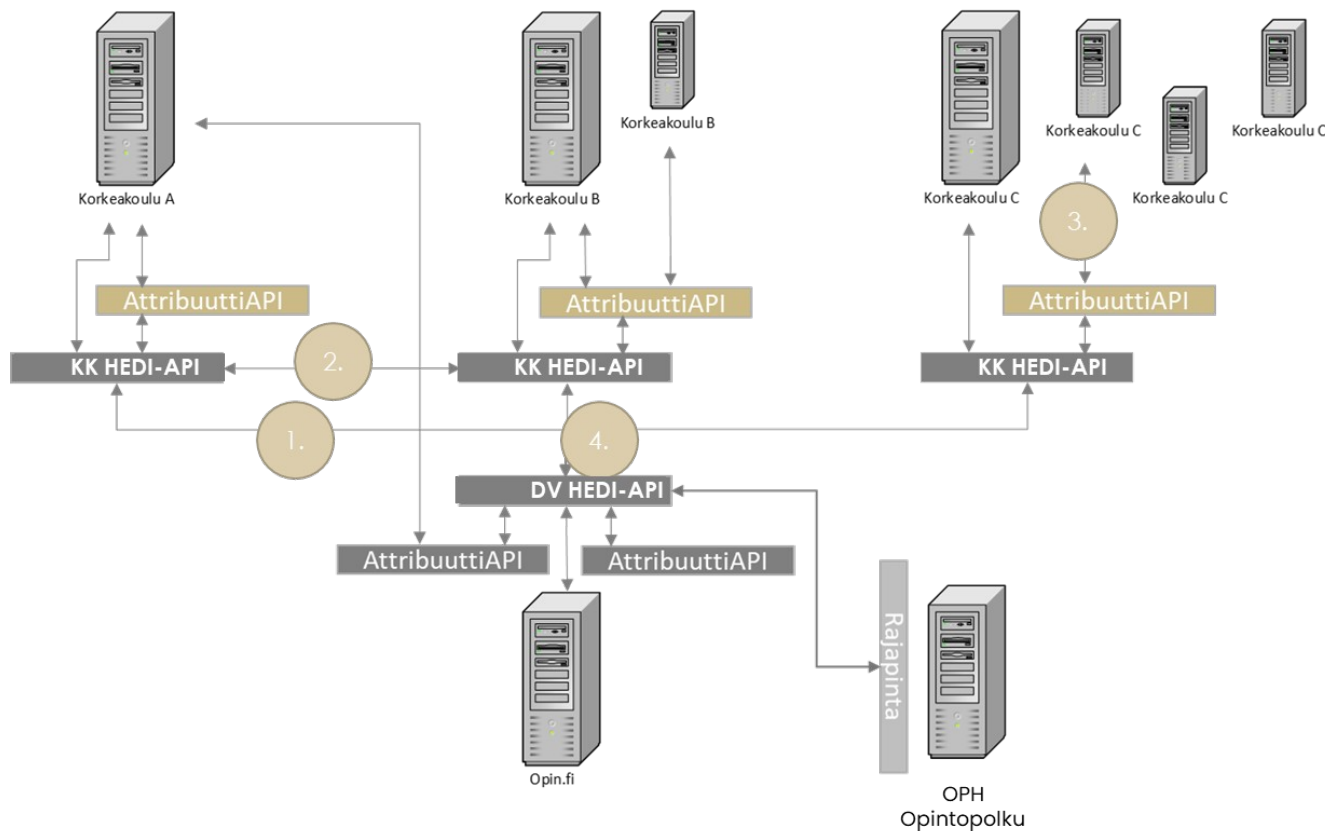 Korkeakoulu A
Korkeakoulu B
Korkeakoulu B
Korkeakoulu C
Korkeakoulu C
Korkeakoulu C
Korkeakoulu C
3.
AttribuuttiAPI
AttribuuttiAPI
AttribuuttiAPI
KK HEDI-API
2.
KK HEDI-API
KK HEDI-API
1.
4.
DV HEDI-API
AttribuuttiAPI
AttribuuttiAPI
Rajapinta
Opin.fi
OPH
Opintopolku